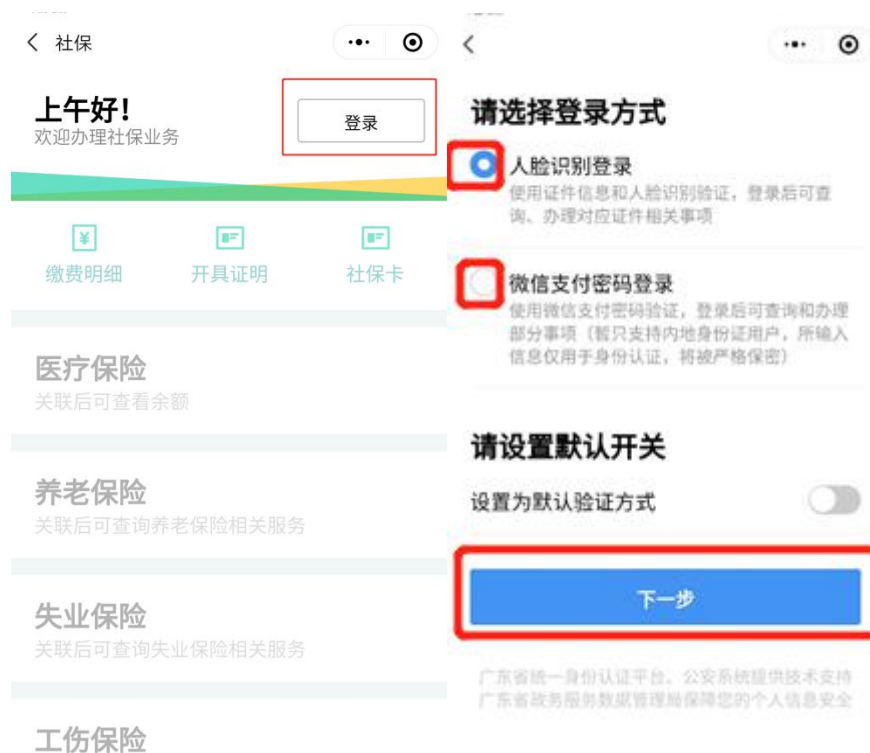 社保
上午好!
欢迎办理社保业务
登录
缴费明细
开具证明
社保卡
医疗保险
关联后可查看余额
养老保险
关联后可查询养老保险相关服务
失业保险
关联后可查询失业保险相关服务
工伤保险
请选择登录方式
人脸识别登录
使用证件信息和人脸识别验证，登录后可查
询、办理对应证件相关事项
微信支付密码登录
使用微信支付密码验证，登录后可查询和办理
部分事项（暂只支持内地身份证用户，所输入
信息仅用于身份认证，将被严格保密）
请设置默认开关
设置为默认验证方式
下一步
广东省统一身份认证平台、公安系统提供技术支持
广东省政务服务数据管理局保障您的个人信息安全